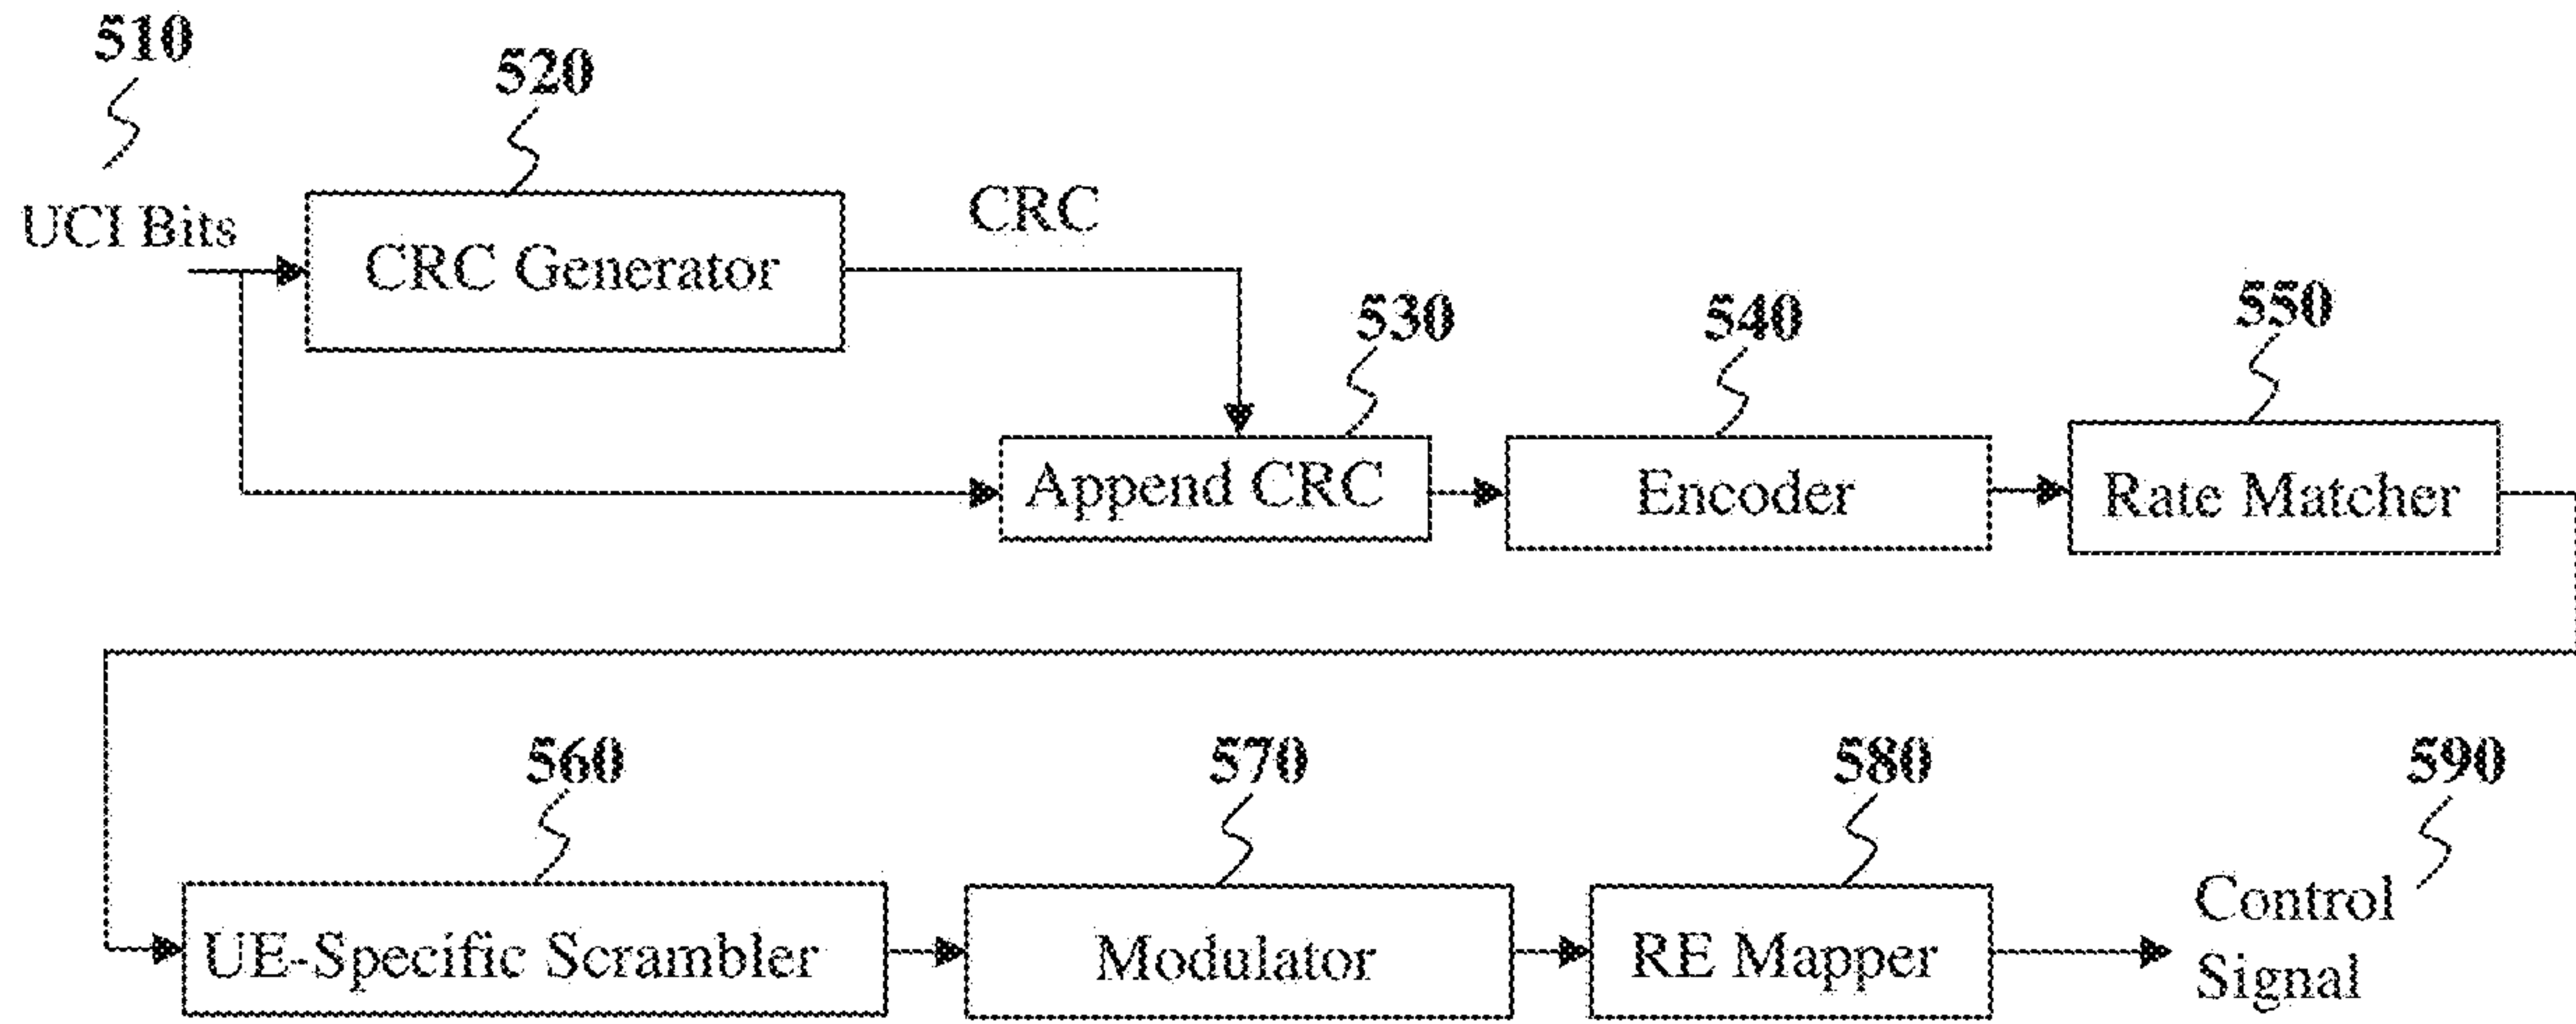 510
520
UCI Bits
CRC Generator
CRC
530
540
550
Append CRC
Encoder
Rate Matcher
560
570
580
590
UE-Specific Scrambler
Modulator
RE Mapper
Control
Signal